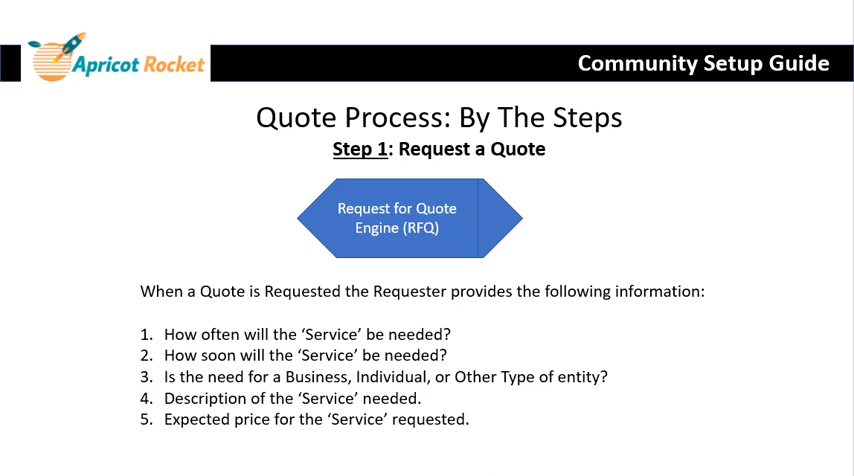 Apricot Rocket
Community Setup Guide
Quote Process: By The Steps
Step 1: Request a Quote
Request for Quote
Engine (RFQ)
When a Quote is Requested the Requester provides the following information:
1. How often will the ‘Service’ be needed?
2. How soon will the ‘Service’ be needed?
3. Is the need for a Business, Individual, or Other Type of entity?
4. Description of the ‘Service’ needed.
5. Expected price for the ‘Service’ requested.